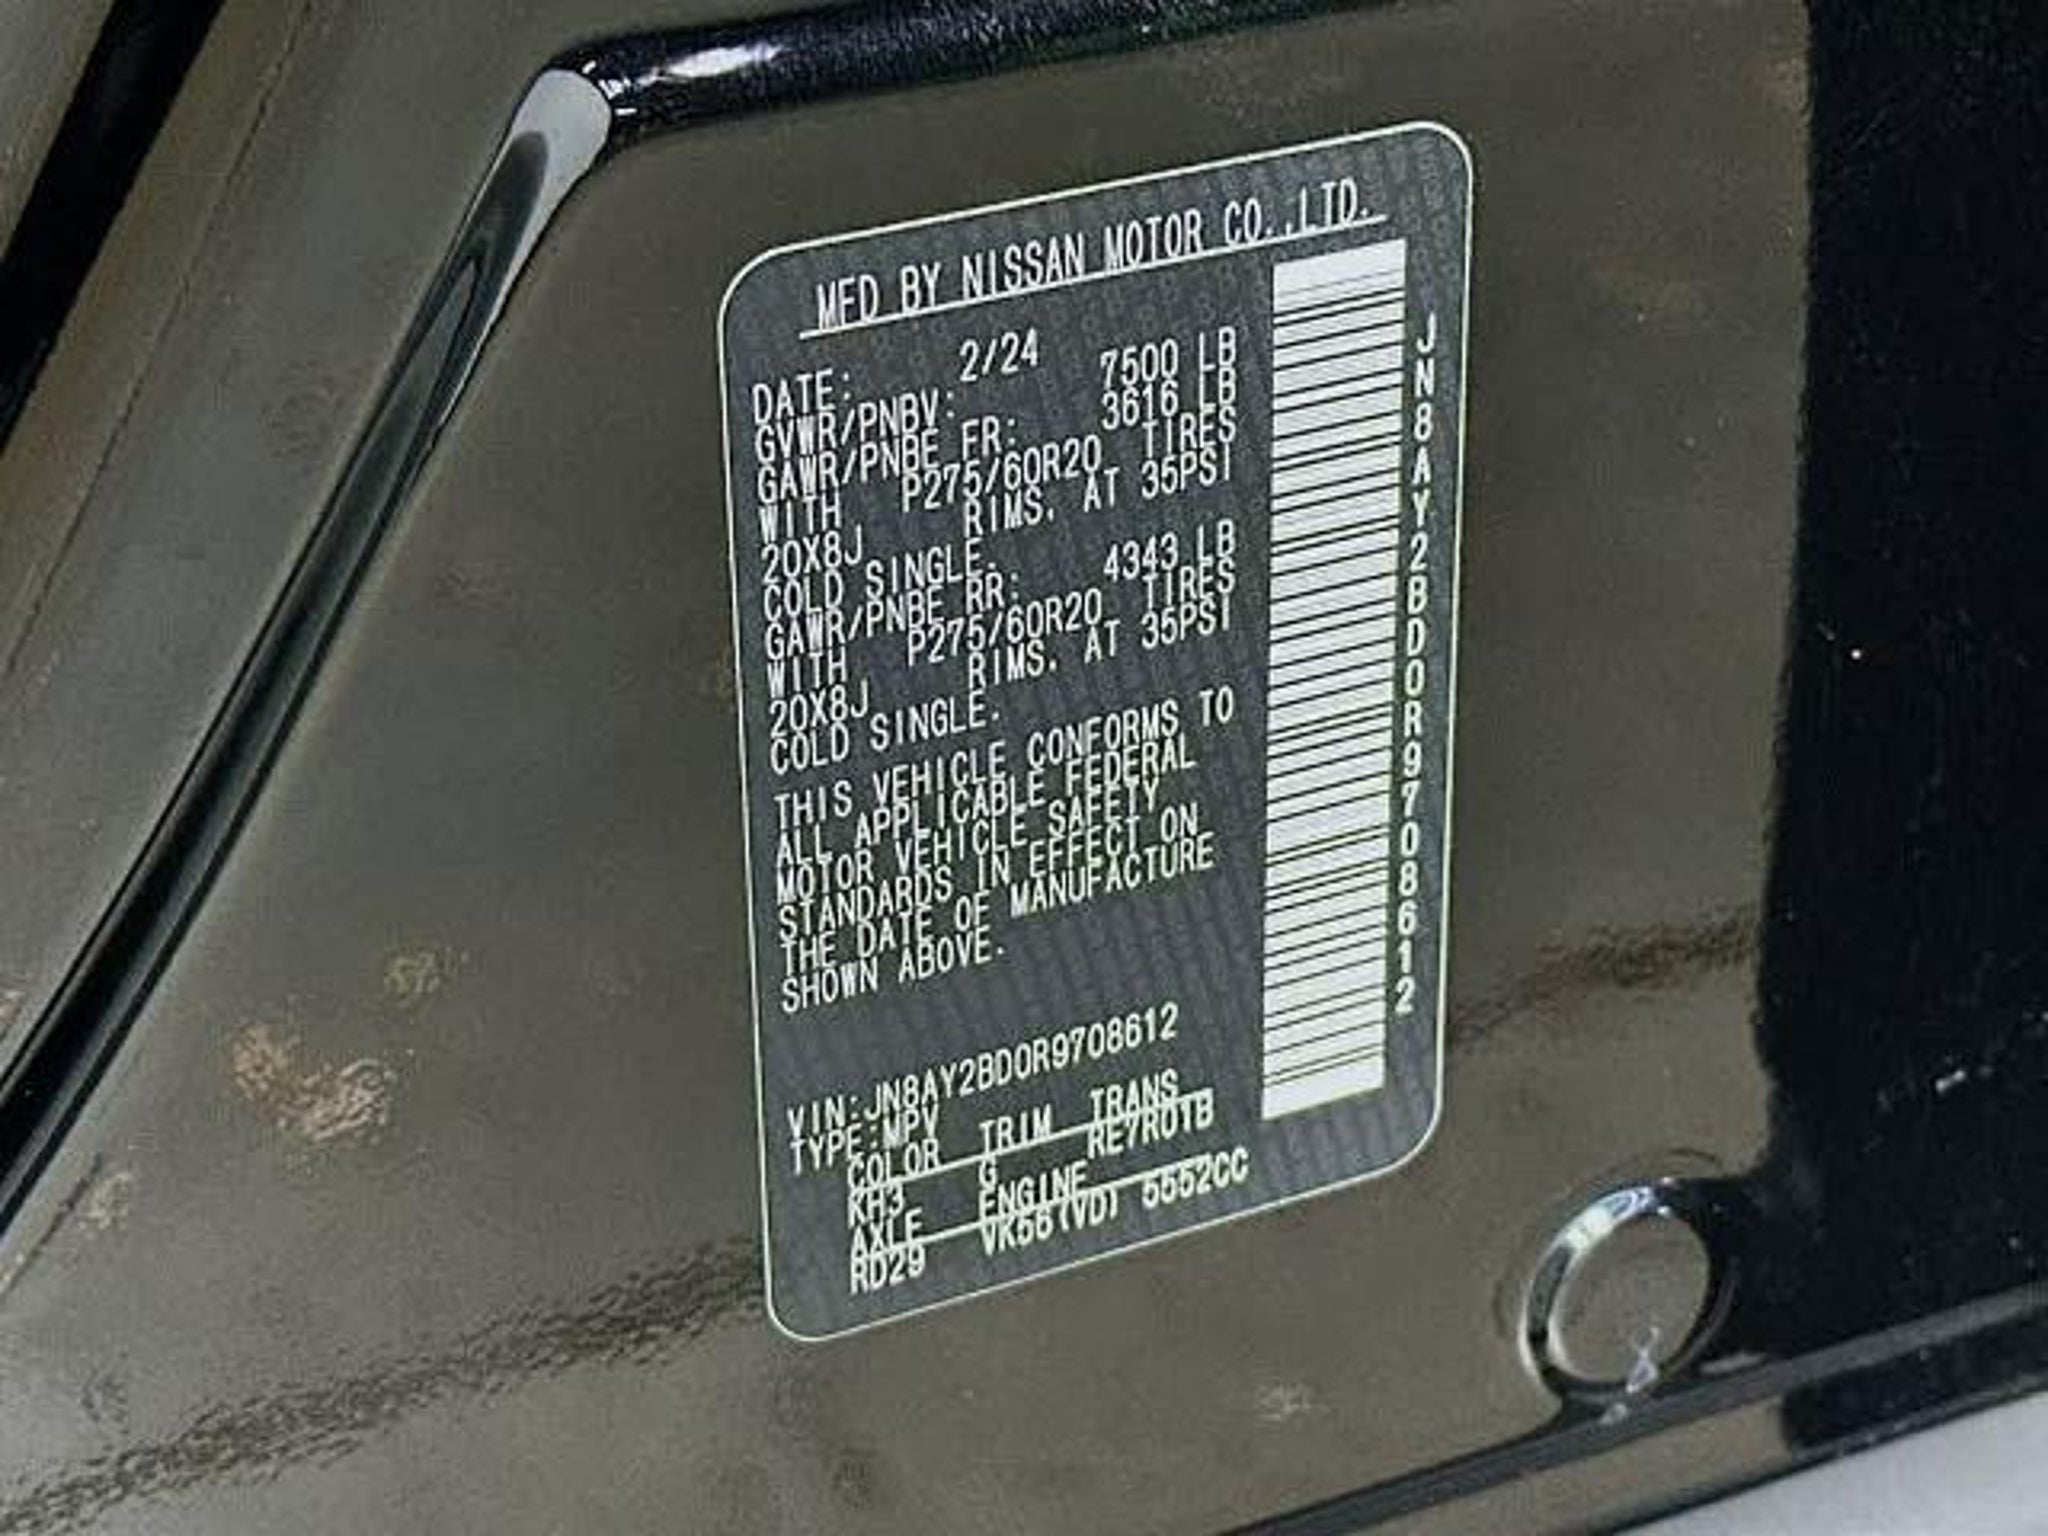 MFD BY NISSAN MOTOR CO.,LTD.
DATE: 2/24
GVWR/PNBV: 7500 LB
GAWR/PNBE FR: 3616 LB
WITH P275/60R20 TIRES
20X8J RIMS. AT 35PSI
COLD SINGLE.
GAWR/PNBE RR: 4343 LB
WITH P275/60R20 TIRES
20X8J RIMS. AT 35PSI
COLD SINGLE.
THIS VEHICLE CONFORMS TO
ALL APPLICABLE FEDERAL
MOTOR VEHICLE SAFETY
STANDARDS IN EFFECT ON
THE DATE OF MANUFACTURE
SHOWN ABOVE.
VIN:JN8AY2BD0R9708612
TYPE:MPV
COLOR TRIM TRANS
KH3 G RE7R01B
AXLE ENGINE
RD29 VK56(VD) 5552CC
JN8AY2BD0R9708612